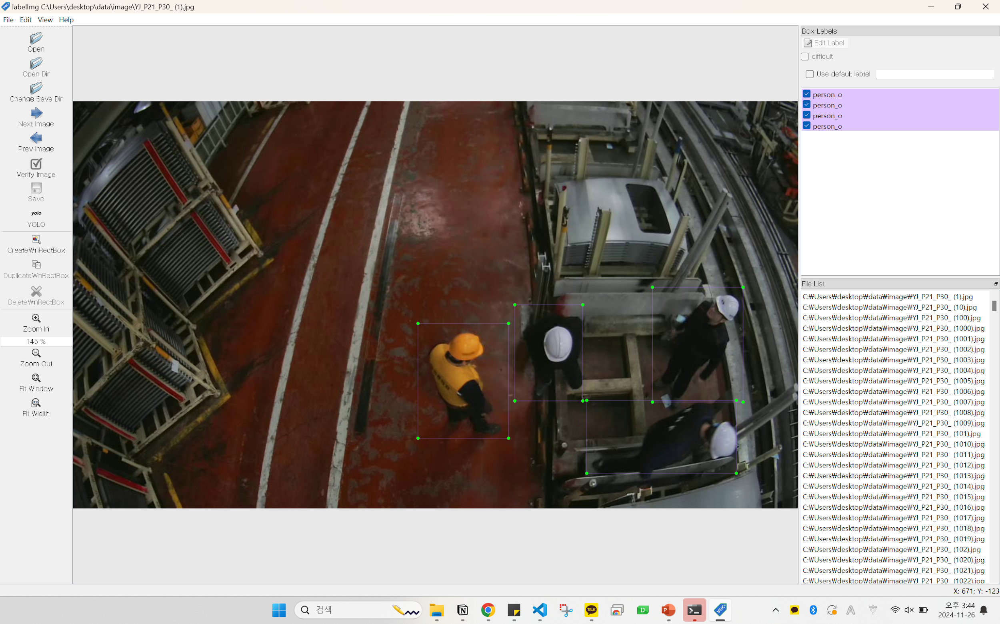 labelImg C:\Users\desktop\data\image\YJ_P21_P30_ (1).jpg
File Edit View Help
Open
Open Dir
Change Save Dir
Next Image
Prev Image
Verify Image
Save
yolo
YOLO
Create₩nRectBox
Duplicate₩nRectBox
Delete₩nRectBox
Zoom In
145 %
Zoom Out
Fit Window
Fit Width
Box Labels
Edit Label
difficult
Use default labtel
person_o
person_o
person_o
person_o
File List
C:₩Users₩desktop₩data₩image₩YJ_P21_P30_ (1).jpg
C:₩Users₩desktop₩data₩image₩YJ_P21_P30_ (10).jpg
C:₩Users₩desktop₩data₩image₩YJ_P21_P30_ (100).jpg
C:₩Users₩desktop₩data₩image₩YJ_P21_P30_ (1000).jpg
C:₩Users₩desktop₩data₩image₩YJ_P21_P30_ (1001).jpg
C:₩Users₩desktop₩data₩image₩YJ_P21_P30_ (1002).jpg
C:₩Users₩desktop₩data₩image₩YJ_P21_P30_ (1003).jpg
C:₩Users₩desktop₩data₩image₩YJ_P21_P30_ (1004).jpg
C:₩Users₩desktop₩data₩image₩YJ_P21_P30_ (1005).jpg
C:₩Users₩desktop₩data₩image₩YJ_P21_P30_ (1006).jpg
C:₩Users₩desktop₩data₩image₩YJ_P21_P30_ (1007).jpg
C:₩Users₩desktop₩data₩image₩YJ_P21_P30_ (1008).jpg
C:₩Users₩desktop₩data₩image₩YJ_P21_P30_ (1009).jpg
C:₩Users₩desktop₩data₩image₩YJ_P21_P30_ (101).jpg
C:₩Users₩desktop₩data₩image₩YJ_P21_P30_ (1010).jpg
C:₩Users₩desktop₩data₩image₩YJ_P21_P30_ (1011).jpg
C:₩Users₩desktop₩data₩image₩YJ_P21_P30_ (1012).jpg
C:₩Users₩desktop₩data₩image₩YJ_P21_P30_ (1013).jpg
C:₩Users₩desktop₩data₩image₩YJ_P21_P30_ (1014).jpg
C:₩Users₩desktop₩data₩image₩YJ_P21_P30_ (1015).jpg
C:₩Users₩desktop₩data₩image₩YJ_P21_P30_ (1016).jpg
C:₩Users₩desktop₩data₩image₩YJ_P21_P30_ (1017).jpg
C:₩Users₩desktop₩data₩image₩YJ_P21_P30_ (1018).jpg
C:₩Users₩desktop₩data₩image₩YJ_P21_P30_ (1019).jpg
C:₩Users₩desktop₩data₩image₩YJ_P21_P30_ (102).jpg
C:₩Users₩desktop₩data₩image₩YJ_P21_P30_ (1020).jpg
C:₩Users₩desktop₩data₩image₩YJ_P21_P30_ (1021).jpg
C:₩Users₩desktop₩data₩image₩YJ_P21_P30_ (1022).jpg
X: 671; Y: -123
검색
TALK
D
P
VOC
A
오후 3:44
2024-11-26